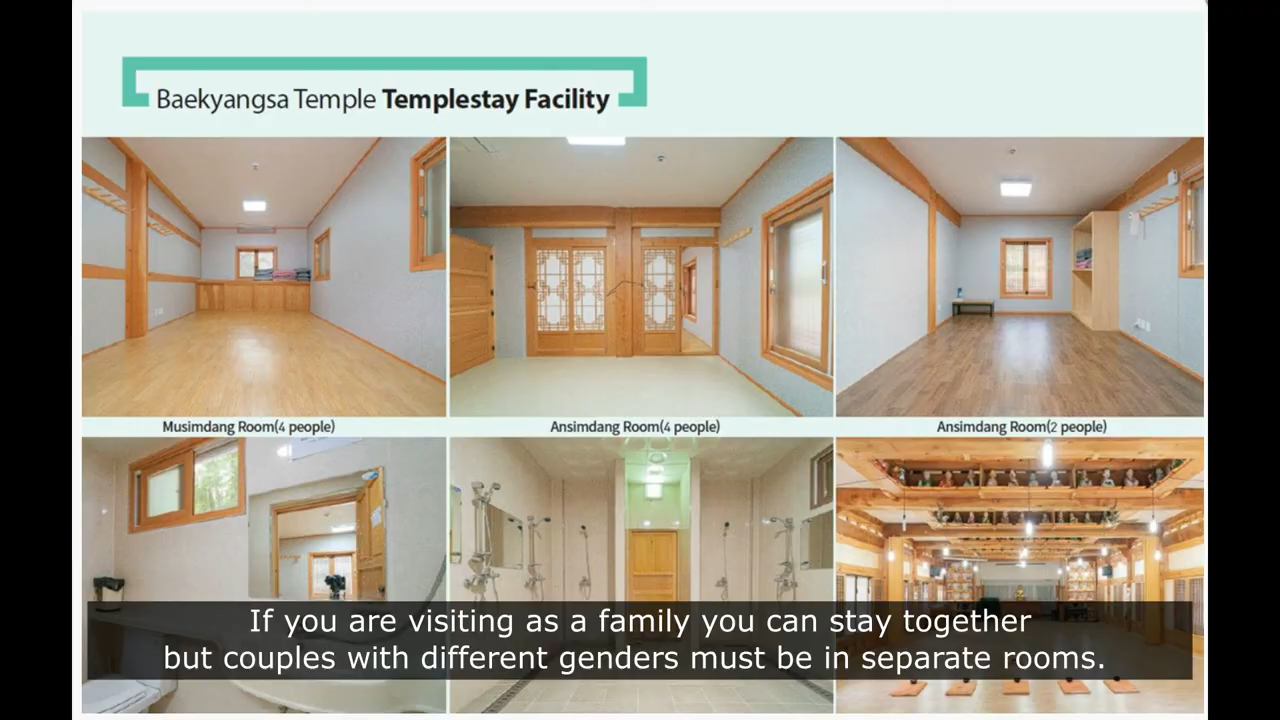 Baekyangsa Temple Templestay Facility
Musimdang Room(4 people)
Ansimdang Room(4 people)
Ansimdang Room(2 people)
If you are visiting as a family you can stay together
but couples with different genders must be in separate rooms.